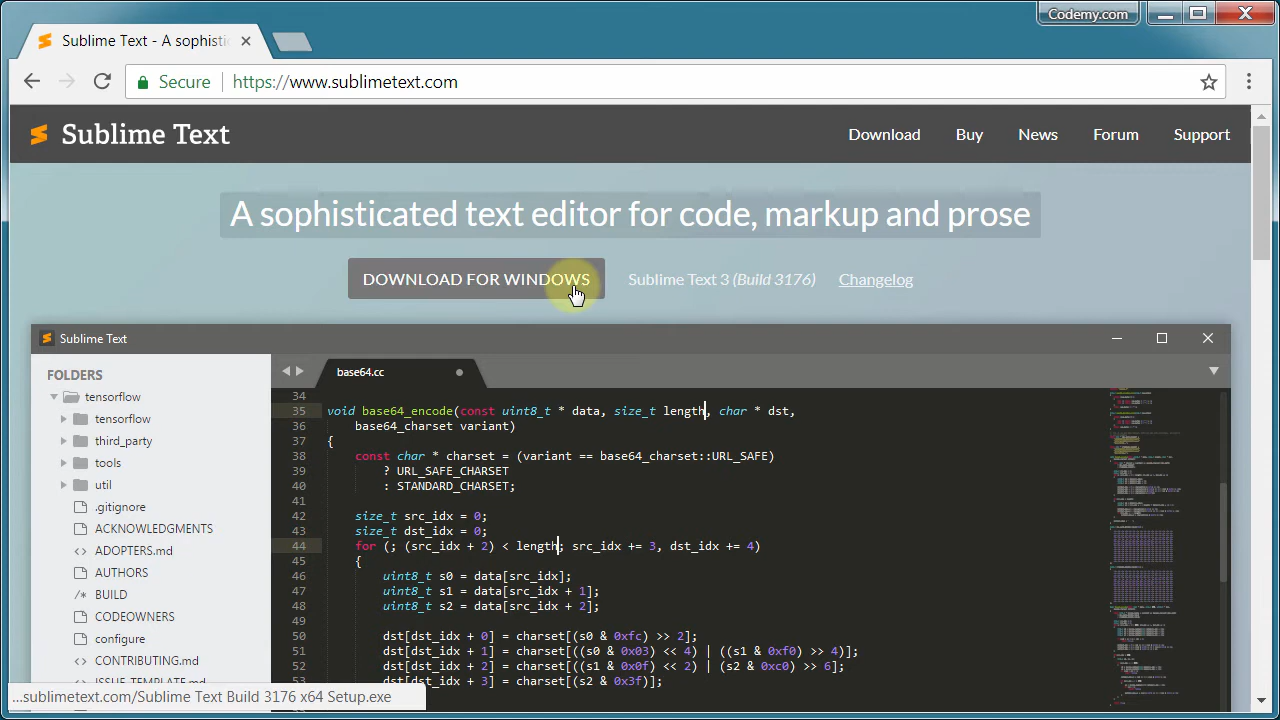 Codemy.com
Sublime Text - A sophistic
Secure https://www.sublimetext.com
Sublime Text
Download Buy News Forum Support
A sophisticated text editor for code, markup and prose
DOWNLOAD FOR WINDOWS Sublime Text 3 (Build 3176) Changelog
Sublime Text
FOLDERS
tensorflow
tensorflow
third_party
tools
util
.gitignore
ACKNOWLEDGMENTS
<> ADOPTERS.md
AUTHORS
/* BUILD
CODEOWNERS
configure
<> CONTRIBUTING.md
base64.cc
34
35 void (const uint8_t * data, size_t length, char * dst,
36 variant)
37 {
38 const * charset = (variant == base64_charset::URL_SAFE)
39 ?
40 :
41
42 size_t = 0;
43 size_t = 0;
44 for (; (src_idx + 2) < length; src_idx += 3, dst_idx += 4)
45 {
46 uint8_t s0 = data[src_idx];
47 uint8_t s1 = data[src_idx + 1];
48 uint8_t s2 = data[src_idx + 2];
49
50 dst[dst_idx + 0] = charset[(s0 & 0xfc) >> 2];
51 dst[dst_idx + 1] = charset[((s0 & 0x03) << 4) | ((s1 & 0xf0) >> 4)];
52 dst[dst_idx + 2] = charset[((s1 & 0x0f) << 2) | (s2 & 0xc0) >> 6];
53 dst[dst_idx + 3] = charset[(s2 & 0x3f)];
...sublimetext.com/Sublime Text Build 3176 x64 Setup.exe